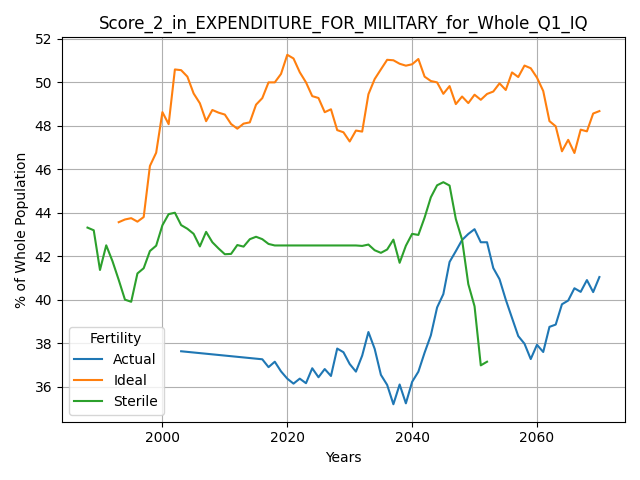 Score_2_in_EXPENDITURE_FOR_MILITARY_for_Whole_Q1_IQ
% of Whole Population
52
50
48
46
44
42
40
38
36
Fertility
Actual
Ideal
Sterile
2000
2020
2040
2060
Years